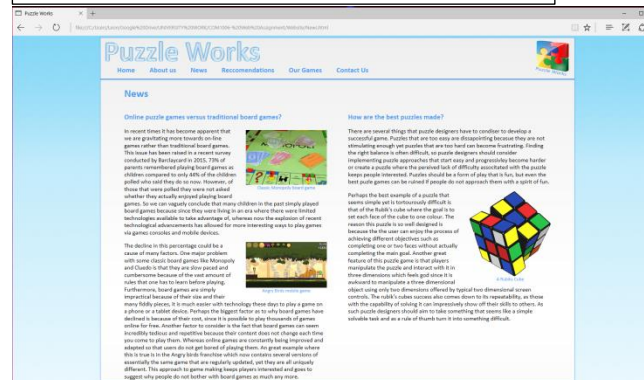 Puzzle Works
Puzzle Works
Home About us News Reccomendations Our Games Contact Us
Puzzle Works
News
Online puzzle games versus traditional board games?
In recent times it has become apparent that
we are gravitating more towards on line
games rather than traditional board games.
This issue has been raised in a recent survey
conducted by Barclaycard in 2015. 73% of
parents remembered playing board games as
children compared to only 44% of the children
polled who said they do so now. However, of
those that were polled they were not asked
whether they actually enjoyed playing board
games. So we can vaguely conclude that many children in the past simply played
board games because since they were living in an era where there were limited
technologies available to take advantage of, whereas now the explosion of recent
technological advancements has allowed for more interesting ways to play games
via games consoles and mobile devices.
Classic Monopoly board game
The decline in this percentage could be a
cause of many factors. One major problem
with some classic board games like Monopoly
and Cluedo is that they are slow paced and
cumbersome because of the vast amount of
rules that one has to learn before playing.
Furthermore, board games are simply
impractical because of their size and their
many fiddly pieces, it is much easier with technology these days to play a game on
a phone or a tablet device. Perhaps the biggest factor as to why board games have
declined is because of their cost, since it is possible to play thousands of games
online for free. Another factor to consider is the fact that board games can seem
incredibly tedious and repetitive because their content does not change each time
you come to play them. Whereas online games are constantly being improved and
adapted so that users do not get bored of playing them. An great example where
this is true is in the Angry birds franchise which now contains several versions of
essentially the same game that are regularly updated, yet they are all uniquely
different. This approach to game making keeps players interested and goes to
suggest why people do not bother with board games as much any more.
Angry Birds mobile game
How are the best puzzles made?
There are several things that puzzle designers have to condiser to develop a
successful game. Puzzles that are too easy are dissapointing because they are not
stimulating enough yet puzzles that are too hard can become frustrating. Finding
the right balance is often difficult, so puzzle designers should consider
implementing puzzle approaches that start easy and progressively become harder
or create a puzzle where the percieved lack of difficulty associated with the puzzle
keeps people interested. Puzzles should be a form of play that is fun, but even the
best puzle games can be ruined if people do not approach them with a spirit of fun.
Perhaps the best example of a puzzle that
seems simple yet is tortourously difficult is
that of the Rubik's cube where the goal is to
set each face of the cube to one colour. The
reason this puzzle is so well designed is
because the the user can enjoy the process of
achieving different objectives such as
completing one or two faces without actually
completing the main goal. Another great
feature of this puzzle game is that players
manipulate the puzzle and interact with it in
three dimensions which feels god since it is
awkward to manipulate a three dimensional
object using only two dimensions offered by typical two dimensional screen
controls. The rubik's cubes success also comes down to its repeatability, as those
with the capability of solving it can impressively show off their skills to others. As
such puzzle designers should aim to take something that seems like a simple
solvable task and as a rule of thumb turn it into something difficult.
A Rubiks Cube